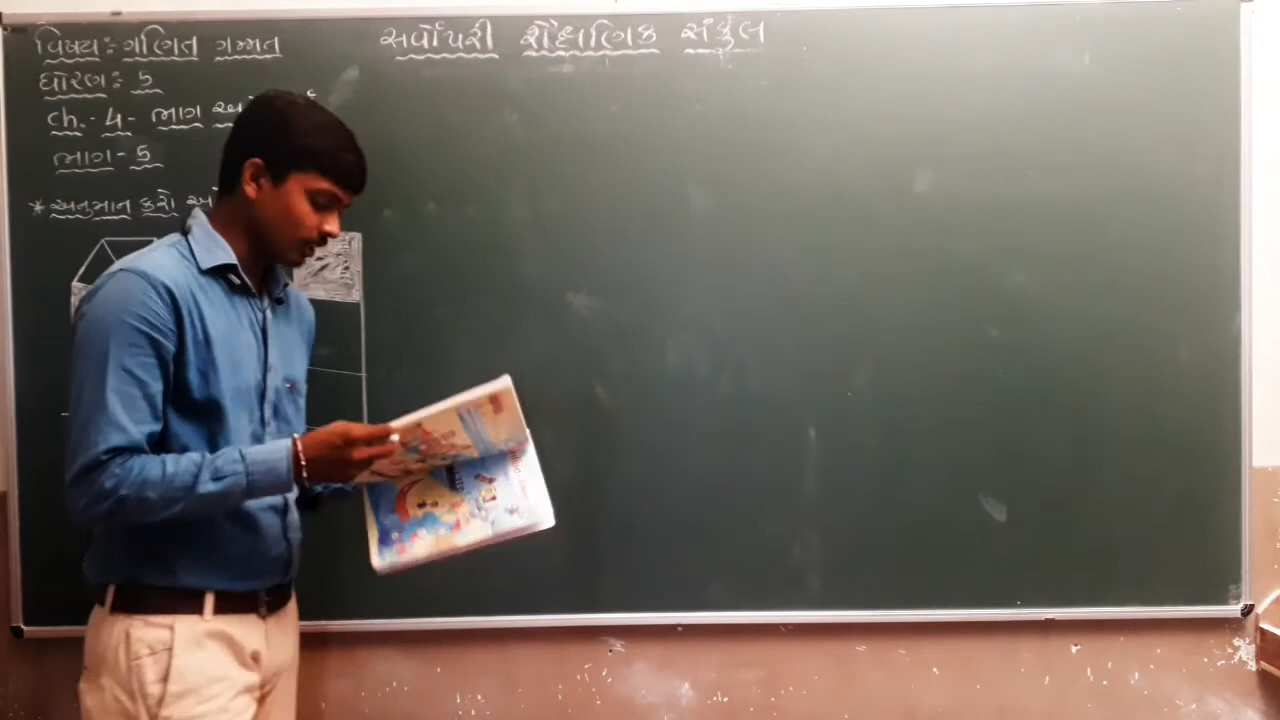 વિષય:- ગણિત ગમ્મત
સર્વોપરી શૈક્ષણિક સંકુલ
ધોરણ:- 5
ch.- 4- ભાગ
ભાગ- 5
* અનુમાન કરો